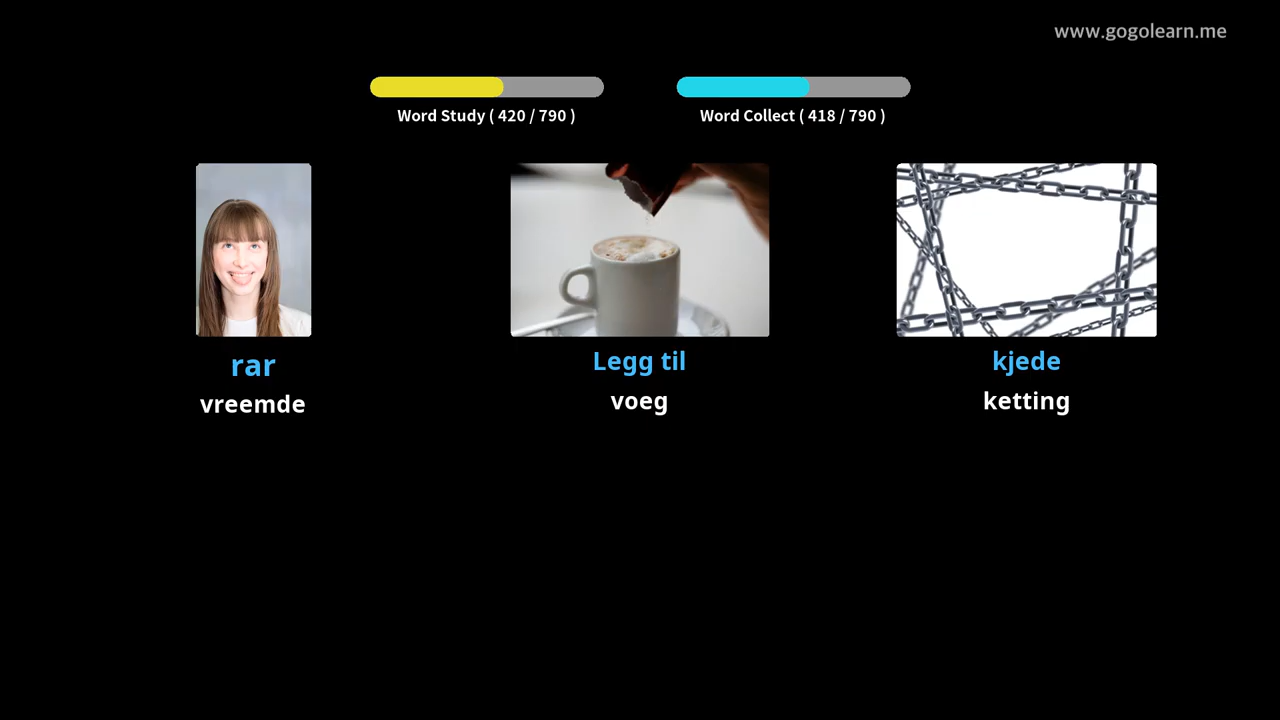 www.gogolearn.me
Word Study ( 420 / 790 )
Word Collect ( 418 / 790 )
rar
vreemde
Legg til
voeg
kjede
ketting